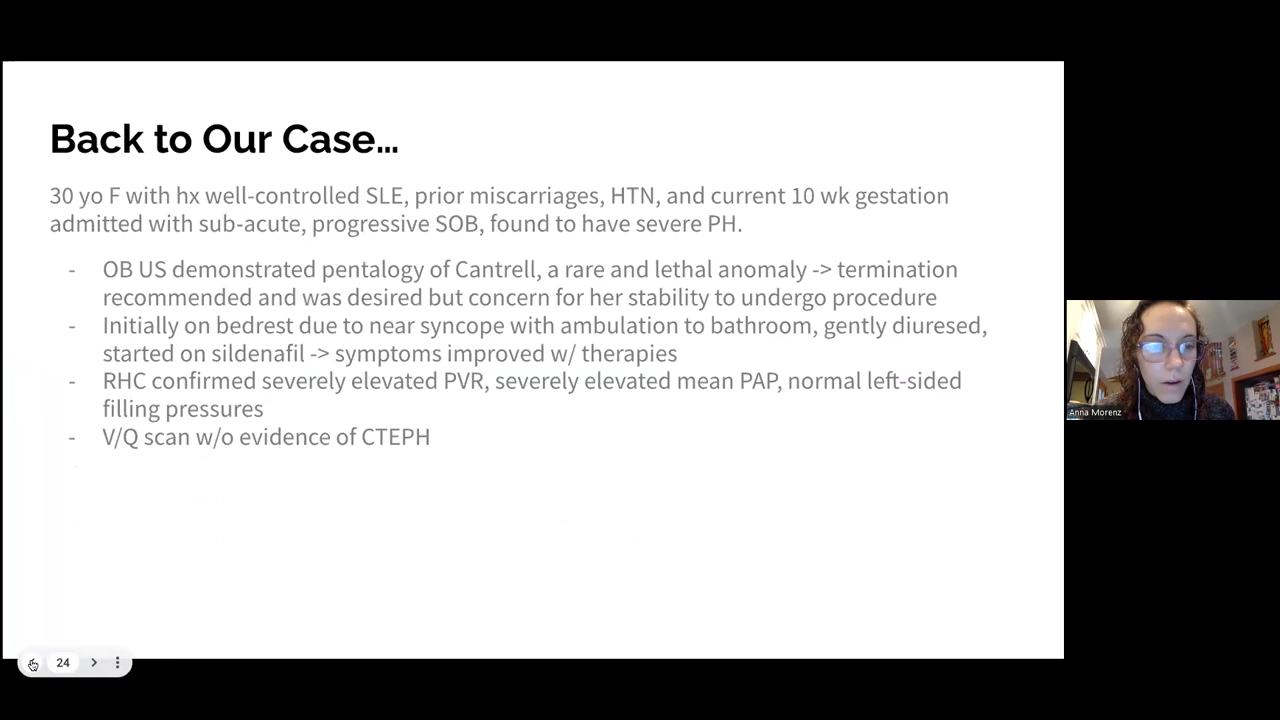 Back to Our Case...
30 yo F with hx well-controlled SLE, prior miscarriages, HTN, and current 10 wk gestation
admitted with sub-acute, progressive SOB, found to have severe PH.
- OB US demonstrated pentalogy of Cantrell, a rare and lethal anomaly -> termination
recommended and was desired but concern for her stability to undergo procedure
- Initially on bedrest due to near syncope with ambulation to bathroom, gently diuresed,
started on sildenafil -> symptoms improved w/ therapies
- RHC confirmed severely elevated PVR, severely elevated mean PAP, normal left-sided
filling pressures
- V/Q scan w/o evidence of CTEPH
Anna Morenz
24